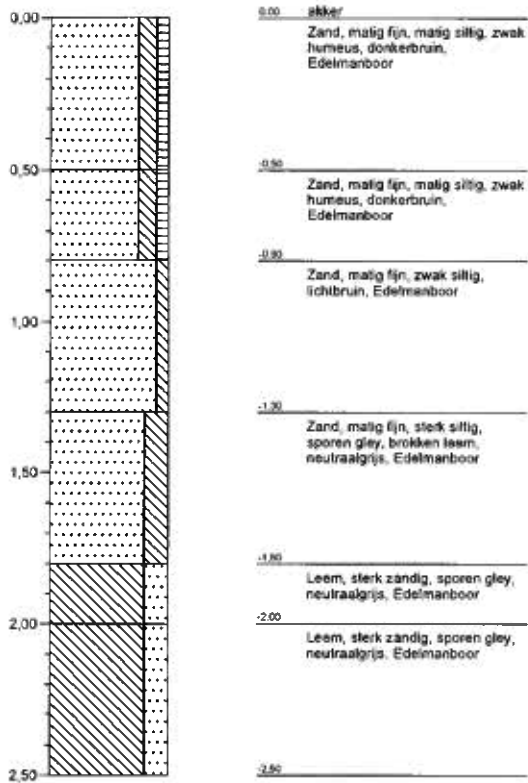 0,00
0,50
1,00
1,50
2,00
2,50
0.00 akker
Zand, matig fijn, matig siltig, zwak
humeus, donkerbruin,
Edelmanboor
-0.50
Zand, matig fijn, matig siltig, zwak
humeus, donkerbruin,
Edelmanboor
-0.80
Zand, matig fijn, zwak siltig,
lichtbruin, Edelmanboor
-1.30
Zand, matig fijn, sterk siltig,
sporen gley, brokken leem,
neutraalgrijs, Edelmanboor
-1.80
Leem, sterk zandig, sporen gley,
neutraalgrijs, Edelmanboor
-2.00
Leem, sterk zandig, sporen gley,
neutraalgrijs, Edelmanboor
-2.50